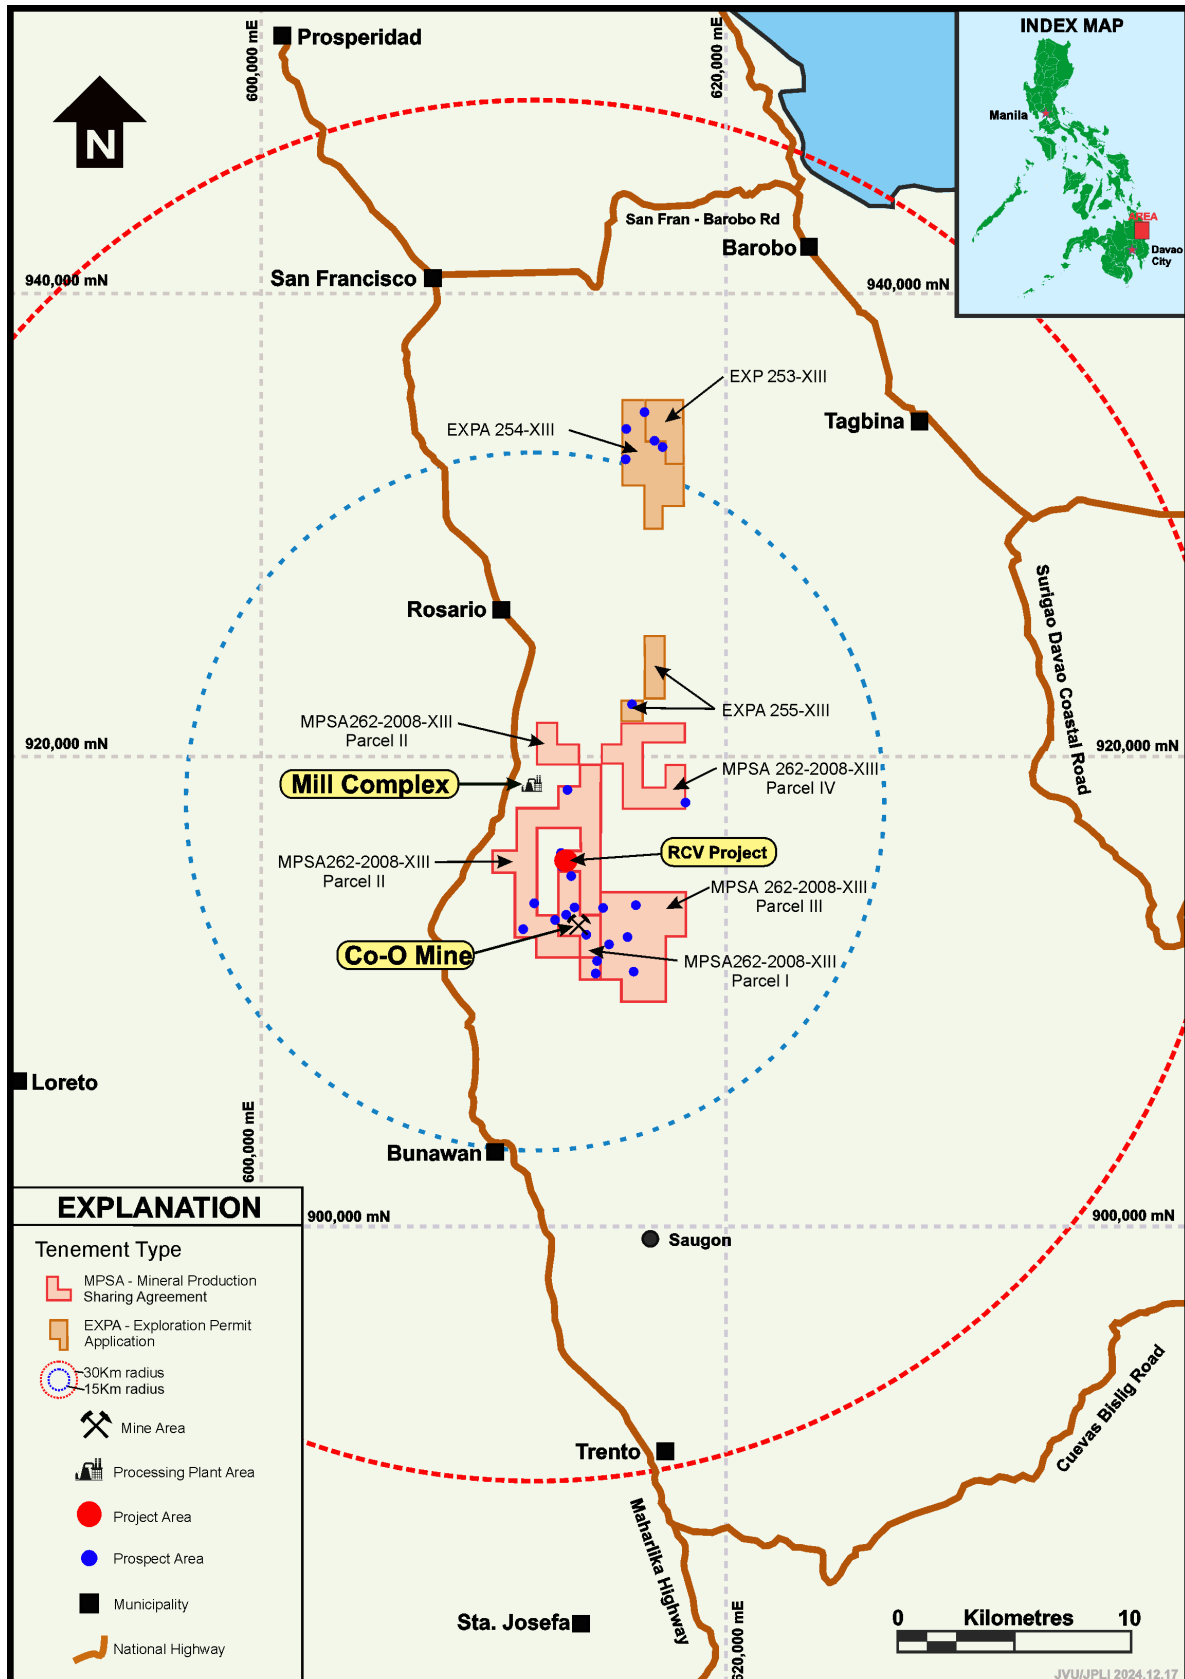 Prosperidad
600,000 mE
620,000 mE
INDEX MAP
Manila
AREA
Davao
City
N
San Fran - Barobo Rd
Barobo
San Francisco
940,000 mN
940,000 mN
EXP 253-XIII
EXPA 254-XIII
Tagbina
Rosario
Surigao Davao Coastal Road
EXPA 255-XIII
MPSA262-2008-XIII
Parcel II
920,000 mN
920,000 mN
Mill Complex
MPSA 262-2008-XIII
Parcel IV
RCV Project
MPSA262-2008-XIII
Parcel II
MPSA 262-2008-XIII
Parcel III
Co-O Mine
MPSA262-2008-XIII
Parcel I
Loreto
600,000 mE
Bunawan
900,000 mN
900,000 mN
Saugon
EXPLANATION
Tenement Type
MPSA - Mineral Production
Sharing Agreement
EXPA - Exploration Permit
Application
30Km radius
15Km radius
Mine Area
Processing Plant Area
Project Area
Prospect Area
Municipality
National Highway
Trento
Cuevas Bislig Road
Maharlika Highway
Sta. Josefa
620,000 mE
0 Kilometres 10
JVU/JPLI 2024.12.17